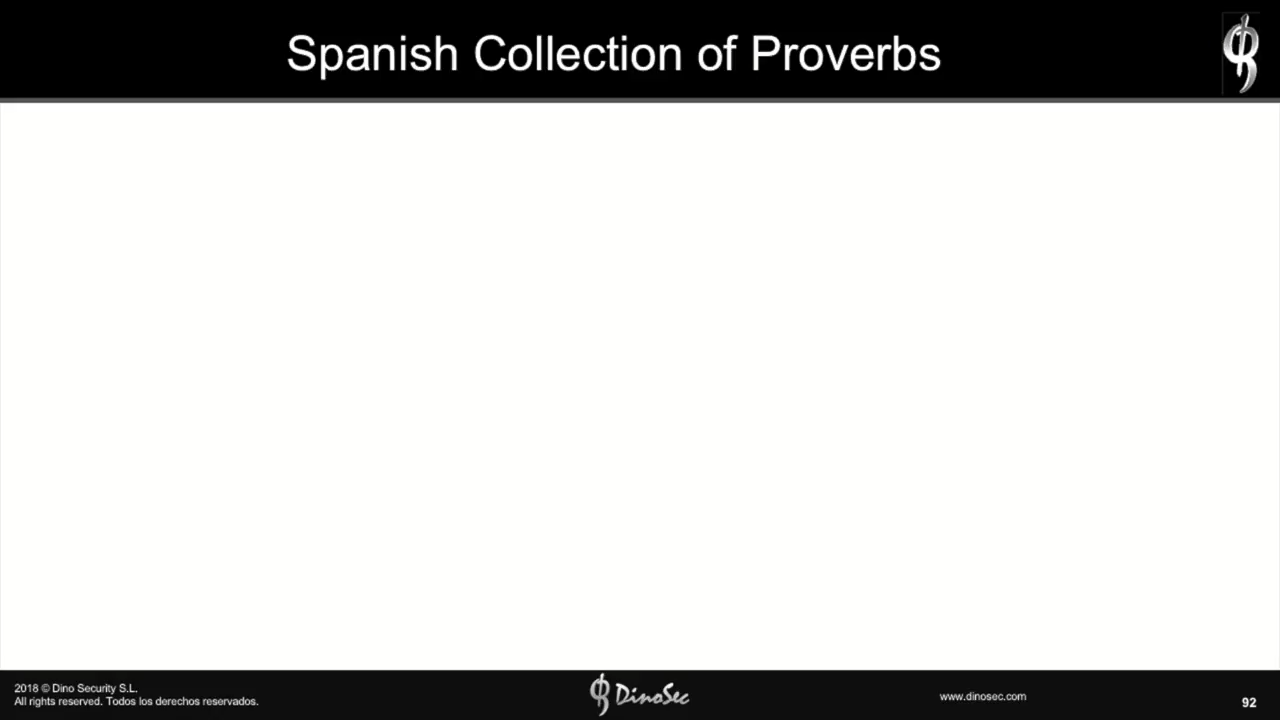 Spanish Collection of Proverbs
2018 © Dino Security S.L.
All rights reserved. Todos los derechos reservados.
DinoSec
www.dinosec.com
92